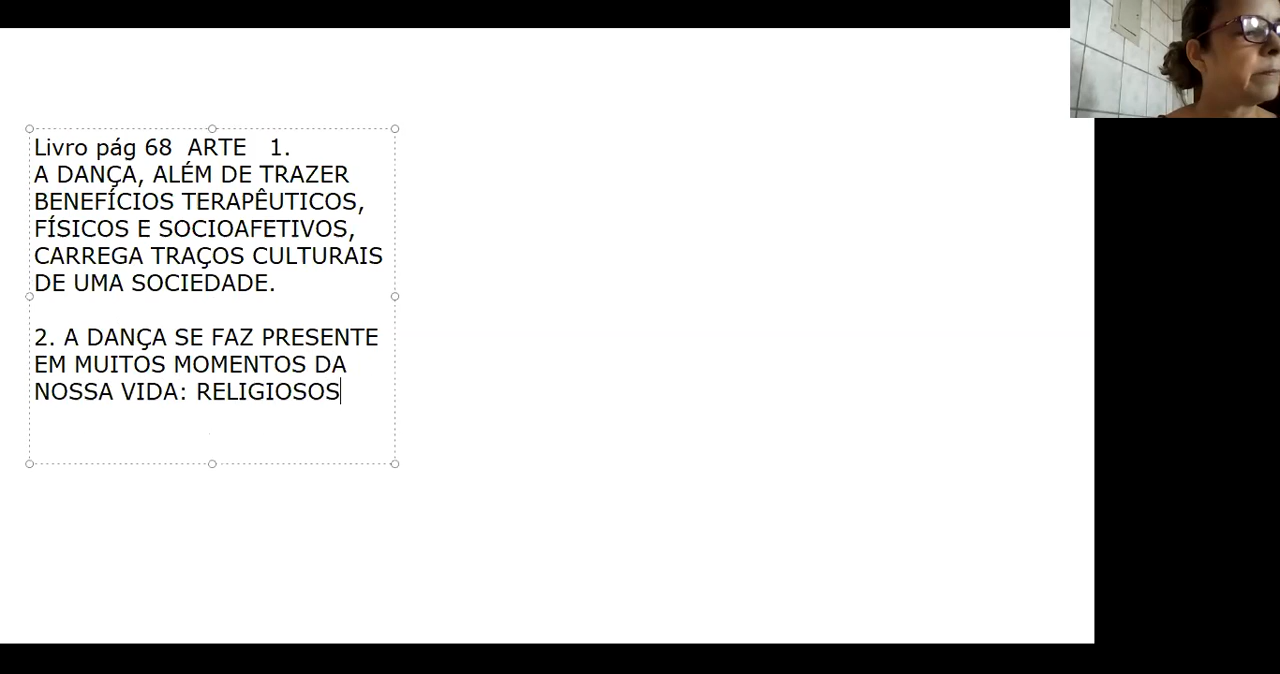 Livro pág 68  ARTE   1.
A DANÇA, ALÉM DE TRAZER
BENEFÍCIOS TERAPÊUTICOS,
FÍSICOS E SOCIOAFETIVOS,
CARREGA TRAÇOS CULTURAIS
DE UMA SOCIEDADE.
2. A DANÇA SE FAZ PRESENTE
EM MUITOS MOMENTOS DA
NOSSA VIDA: RELIGIOSOS